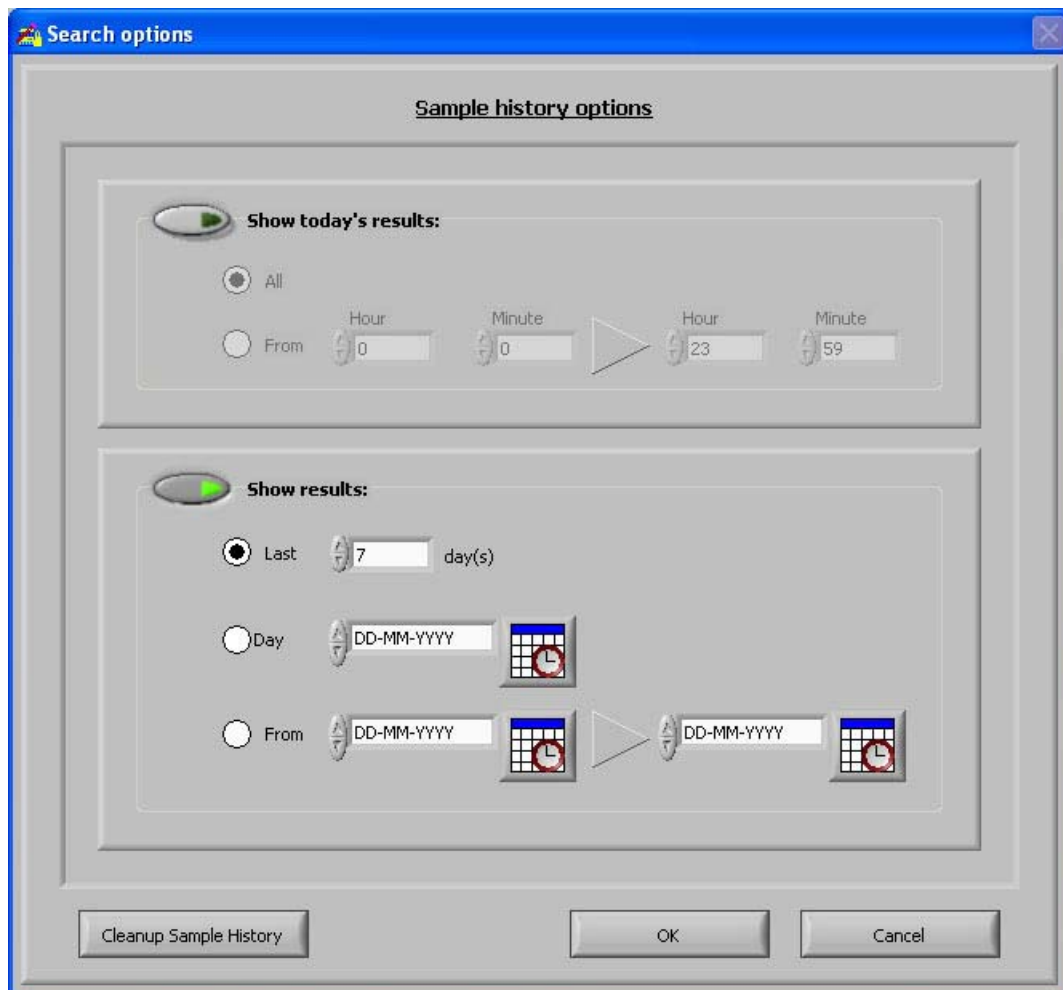 Search options
Sample history options
Show today's results:
All
Hour Minute Hour Minute
From 0 0 23 59
Show results:
Last 7 day(s)
Day DD-MM-YYYY
From DD-MM-YYYY DD-MM-YYYY
Cleanup Sample History OK Cancel